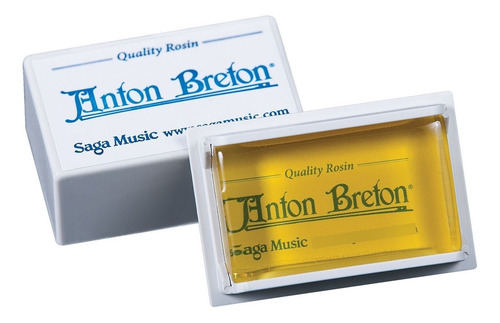 Quality Rosin
Anton Breton®
Saga Music www.sagamusic.com
Quality Rosin
Anton Breton®
Saga Music